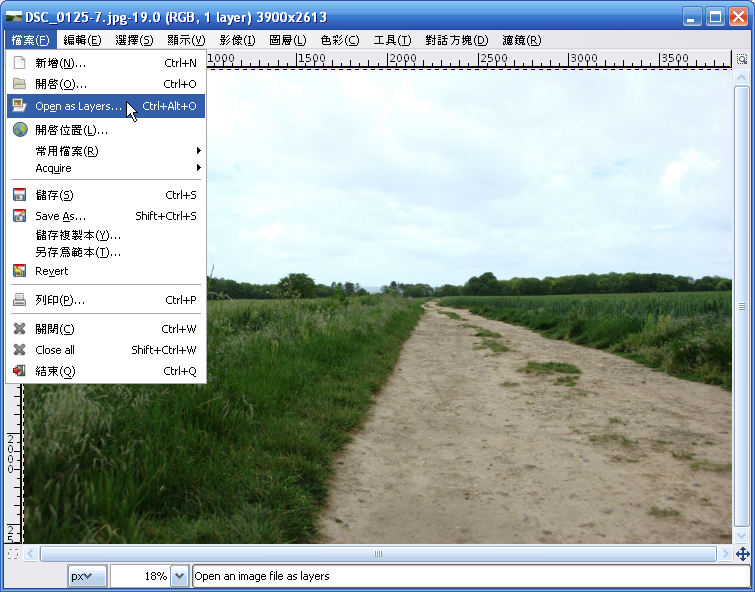 DSC_0125-7.jpg-19.0 (RGB, 1 layer) 3900x2613
檔案(F) 編輯(E) 選擇(S) 顯示(V) 影像(I) 圖層(L) 色彩(C) 工具(T) 對話方塊(D) 濾鏡(R)
1000 1500 2000 2500 3000 3500
新增(N)... Ctrl+N
開啓(O)... Ctrl+O
Open as Layers... Ctrl+Alt+O
開啓位置(L)...
常用檔案(R)
Acquire
儲存(S) Ctrl+S
Save As... Shift+Ctrl+S
儲存複製本(Y)...
另存爲範本(T)...
Revert
列印(P)... Ctrl+P
關閉(C) Ctrl+W
Close all Shift+Ctrl+W
結束(Q) Ctrl+Q
2000
25
px 18% Open an image file as layers